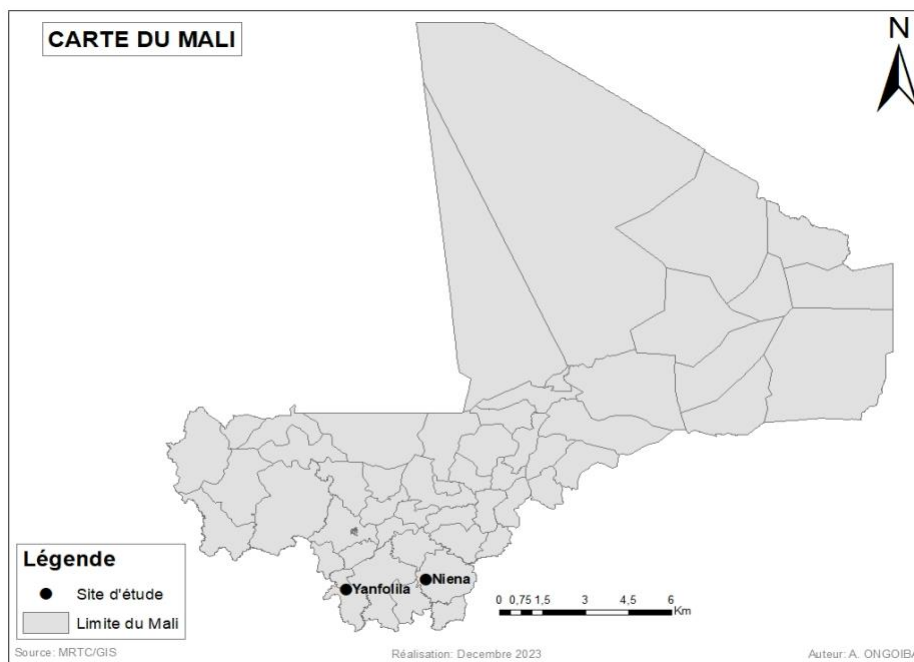 CARTE DU MALI
N
Niena
Yanfolila
Légende
Site d'étude
Limite du Mali
0 0,75 1,5 3 4,5 6
Km
Source: MRTC/GIS
Réalisation: Decembre 2023
Auteur: A. ONGOIBA